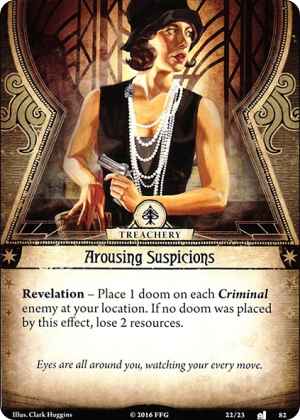 TREACHERY
Arousing Suspicions
Revelation – Place 1 doom on each Criminal
enemy at your location. If no doom was placed
by this effect, lose 2 resources.
Eyes are all around you, watching your every move.
Illus. Clark Huggins © 2016 FFG 22/23 82